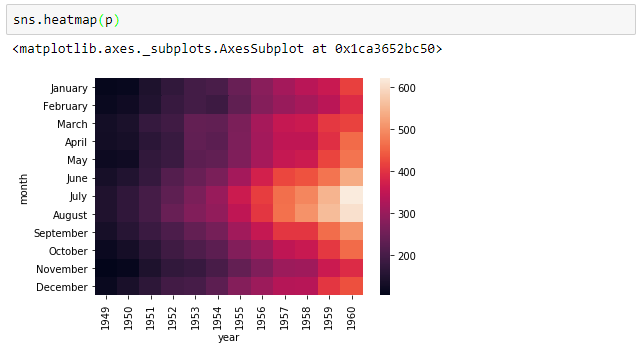 sns.heatmap(p)
<matplotlib.axes._subplots.AxesSubplot at 0x1ca3652bc50>
January
February
March
April
May
June
July
August
September
October
November
December
month
1949
1950
1951
1952
1953
1954
1955
1956
1957
1958
1959
1960
year
600
500
400
300
200